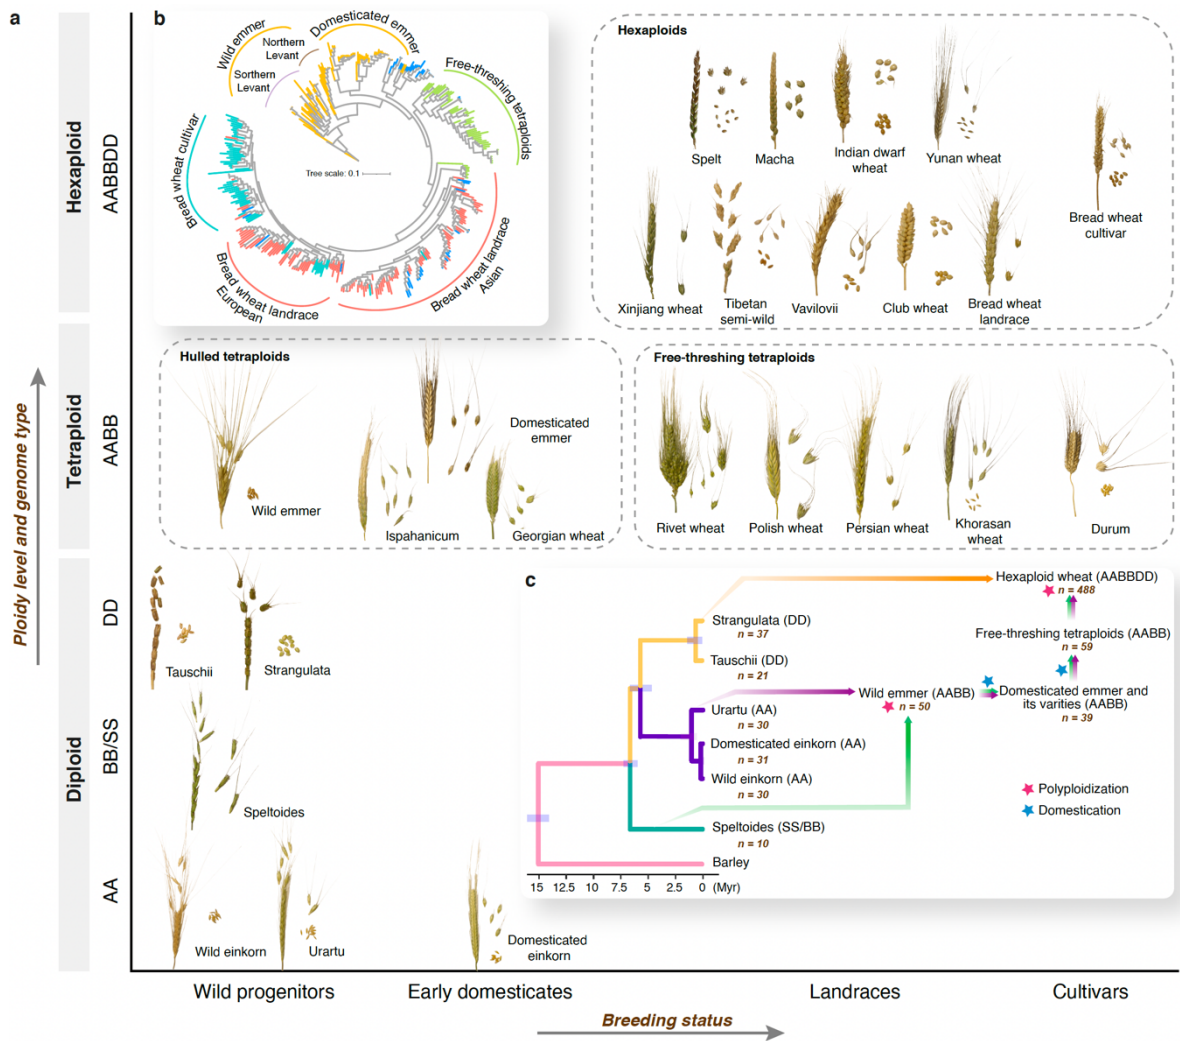 a
b
Wild emmer
Northern
Levant
Sorthern
Levant
Domesticated emmer
Free-threshing tetraploids
Bread wheat cultivar
Tree scale: 0.1
Bread wheat landrace
European
Bread wheat landrace
Asian
Hexaploids
Spelt
Macha
Indian dwarf
wheat
Yunan wheat
Bread wheat
cultivar
Xinjiang wheat
Tibetan
semi-wild
Vavilovii
Club wheat
Bread wheat
landrace
Hexaploid
AABBDD
Hulled tetraploids
Wild emmer
Ispahanicum
Domesticated
emmer
Georgian wheat
Free-threshing tetraploids
Rivet wheat
Polish wheat
Persian wheat
Khorasan
wheat
Durum
Tetraploid
AABB
Ploidy level and genome type
Diploid
DD
Tauschii
Strangulata
BB/SS
Speltoides
AA
Wild einkorn
Urartu
Domesticated
einkorn
c
Hexaploid wheat (AABBDD)
n = 488
Strangulata (DD)
n = 37
Free-threshing tetraploids (AABB)
n = 59
Tauschii (DD)
n = 21
Wild emmer (AABB)
n = 50
Domesticated emmer and
its varities (AABB)
n = 39
Urartu (AA)
n = 30
Domesticated einkorn (AA)
n = 31
Wild einkorn (AA)
n = 30
Polyploidization
Domestication
Speltoides (SS/BB)
n = 10
Barley
15 12.5 10 7.5 5 2.5 0 (Myr)
Wild progenitors
Early domesticates
Landraces
Cultivars
Breeding status